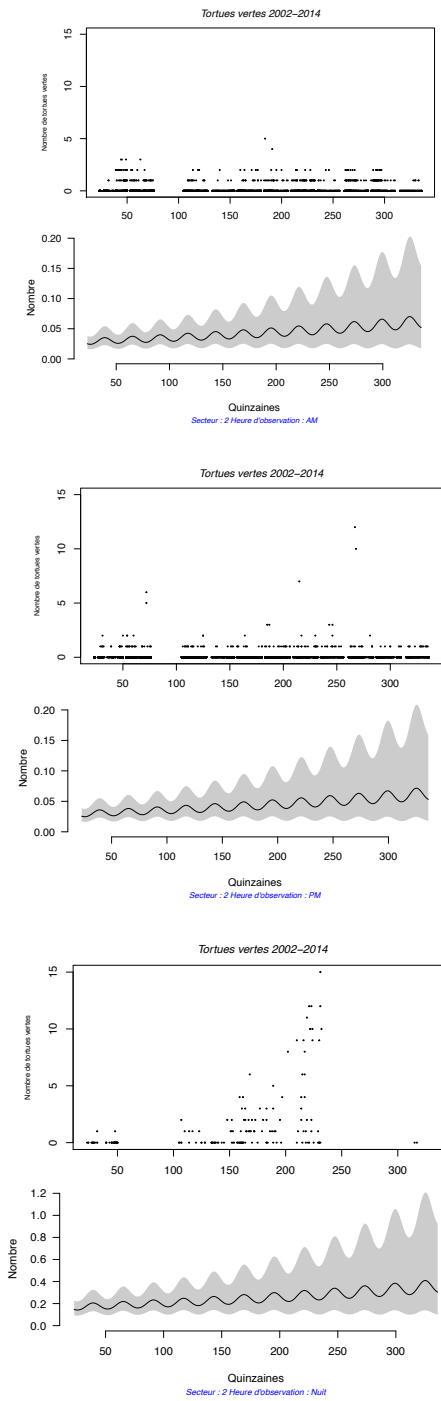 Tortues vertes 2002−2014
Nombre de tortues vertes
15
10
5
0
50 100 150 200 250 300
Nombre
0.20
0.15
0.10
0.05
0.00
50 100 150 200 250 300
Quinzaines
Secteur : 2 Heure d'observation : AM
Tortues vertes 2002−2014
Nombre de tortues vertes
15
10
5
0
50 100 150 200 250 300
Nombre
0.20
0.15
0.10
0.05
0.00
50 100 150 200 250 300
Quinzaines
Secteur : 2 Heure d'observation : PM
Tortues vertes 2002−2014
Nombre de tortues vertes
15
10
5
0
50 100 150 200 250 300
Nombre
1.2
1.0
0.8
0.6
0.4
0.2
0.0
50 100 150 200 250 300
Quinzaines
Secteur : 2 Heure d'observation : Nuit